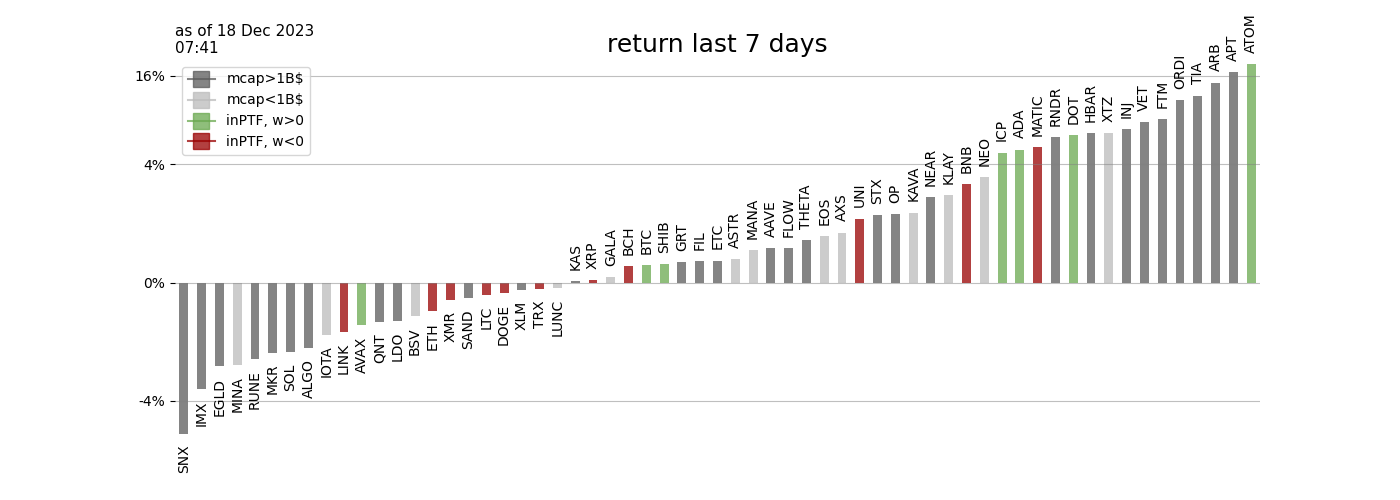 as of 18 Dec 2023
07:41
return last 7 days
mcap>1B$
mcap<1B$
inPTF, w>0
inPTF, w<0
16%
4%
0%
-4%
SNX
IMX
EGLD
MINA
RUNE
MKR
SOL
ALGO
IOTA
LINK
AVAX
QNT
LDO
BSV
ETH
XMR
SAND
LTC
DOGE
XLM
TRX
LUNC
KAS
XRP
GALA
BCH
BTC
SHIB
GRT
FIL
ETC
ASTR
MANA
AAVE
FLOW
THETA
EOS
AXS
UNI
STX
OP
KAVA
NEAR
KLAY
BNB
NEO
ICP
ADA
MATIC
RNDR
DOT
HBAR
XTZ
INJ
VET
FTM
ORDI
TIA
ARB
APT
ATOM